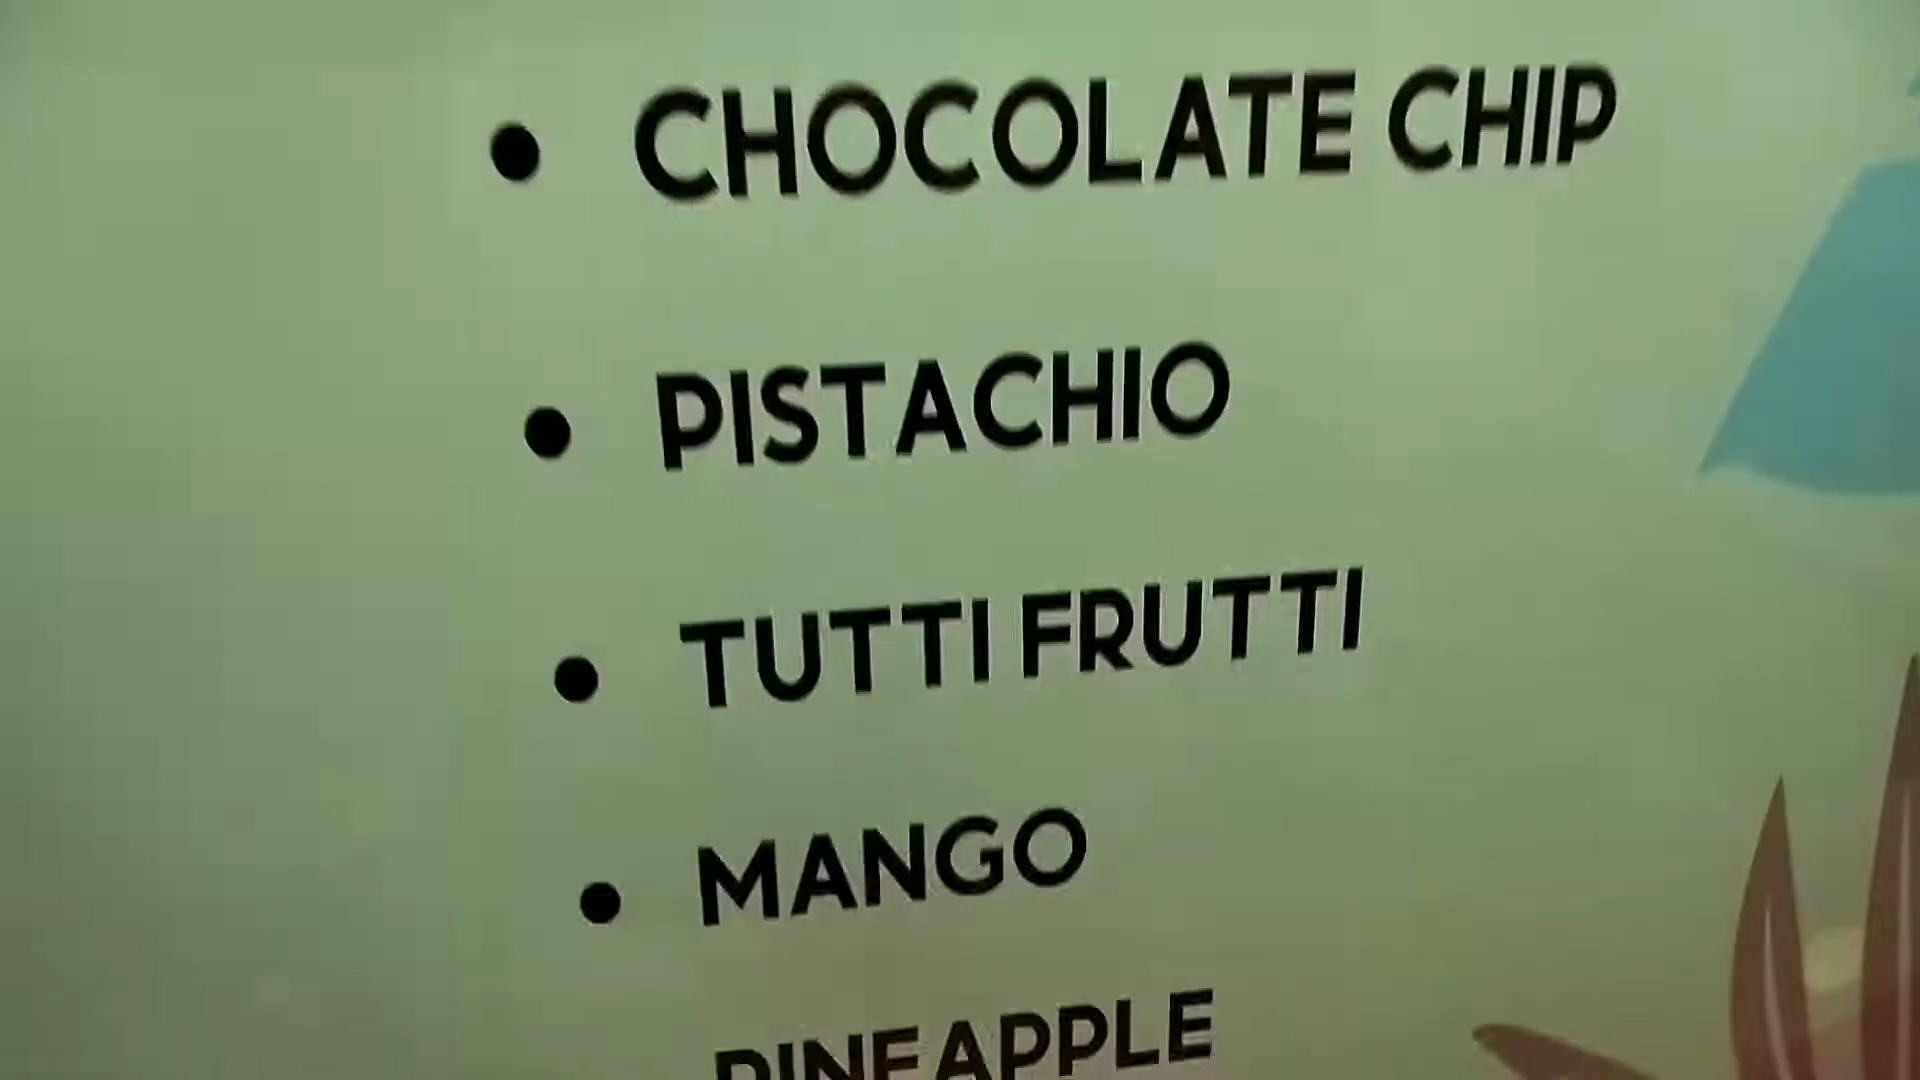 • CHOCOLATE CHIP
• PISTACHIO
• TUTTI FRUTTI
• MANGO
PINEAPPLE